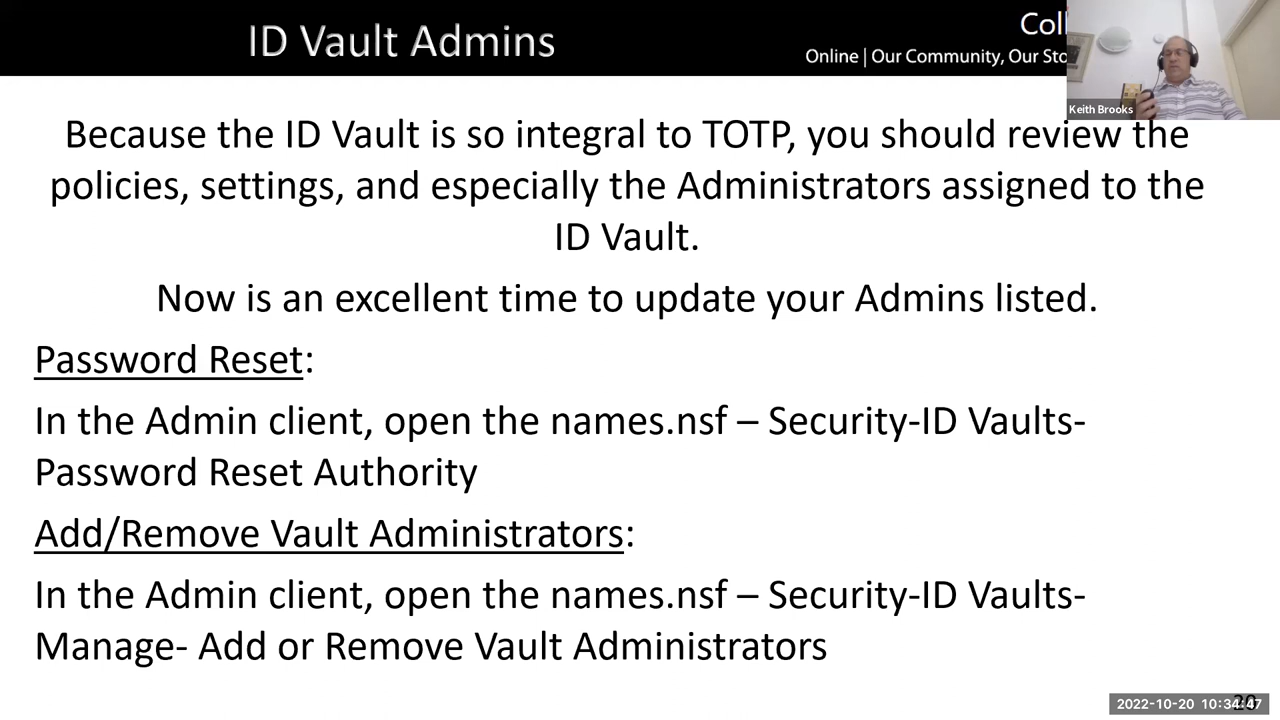 ID Vault Admins
Coll
Online | Our Community, Our Sto
Keith Brooks
Because the ID Vault is so integral to TOTP, you should review the
policies, settings, and especially the Administrators assigned to the
ID Vault.
Now is an excellent time to update your Admins listed.
Password Reset:
In the Admin client, open the names.nsf – Security-ID Vaults-
Password Reset Authority
Add/Remove Vault Administrators:
In the Admin client, open the names.nsf – Security-ID Vaults-
Manage- Add or Remove Vault Administrators
2022-10-20 10:34:47